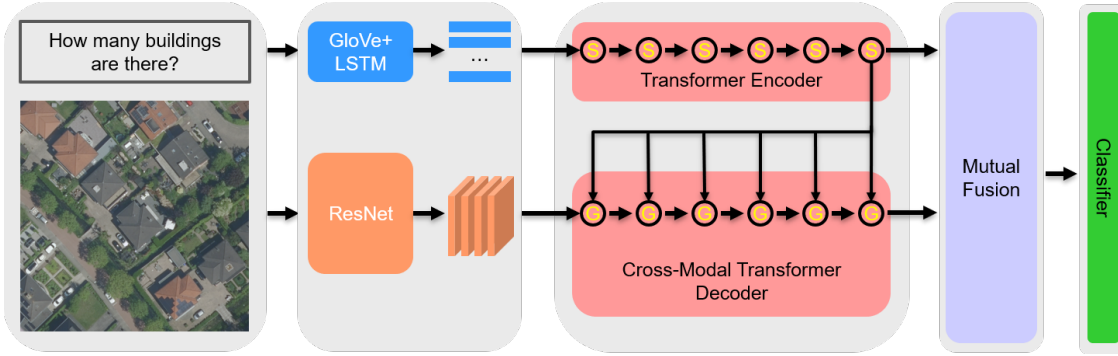 How many buildings
are there?
GloVe+
LSTM
...
S S S S S S
Transformer Encoder
ResNet
G G G G G G
Cross-Modal Transformer
Decoder
Mutual
Fusion
Classifier